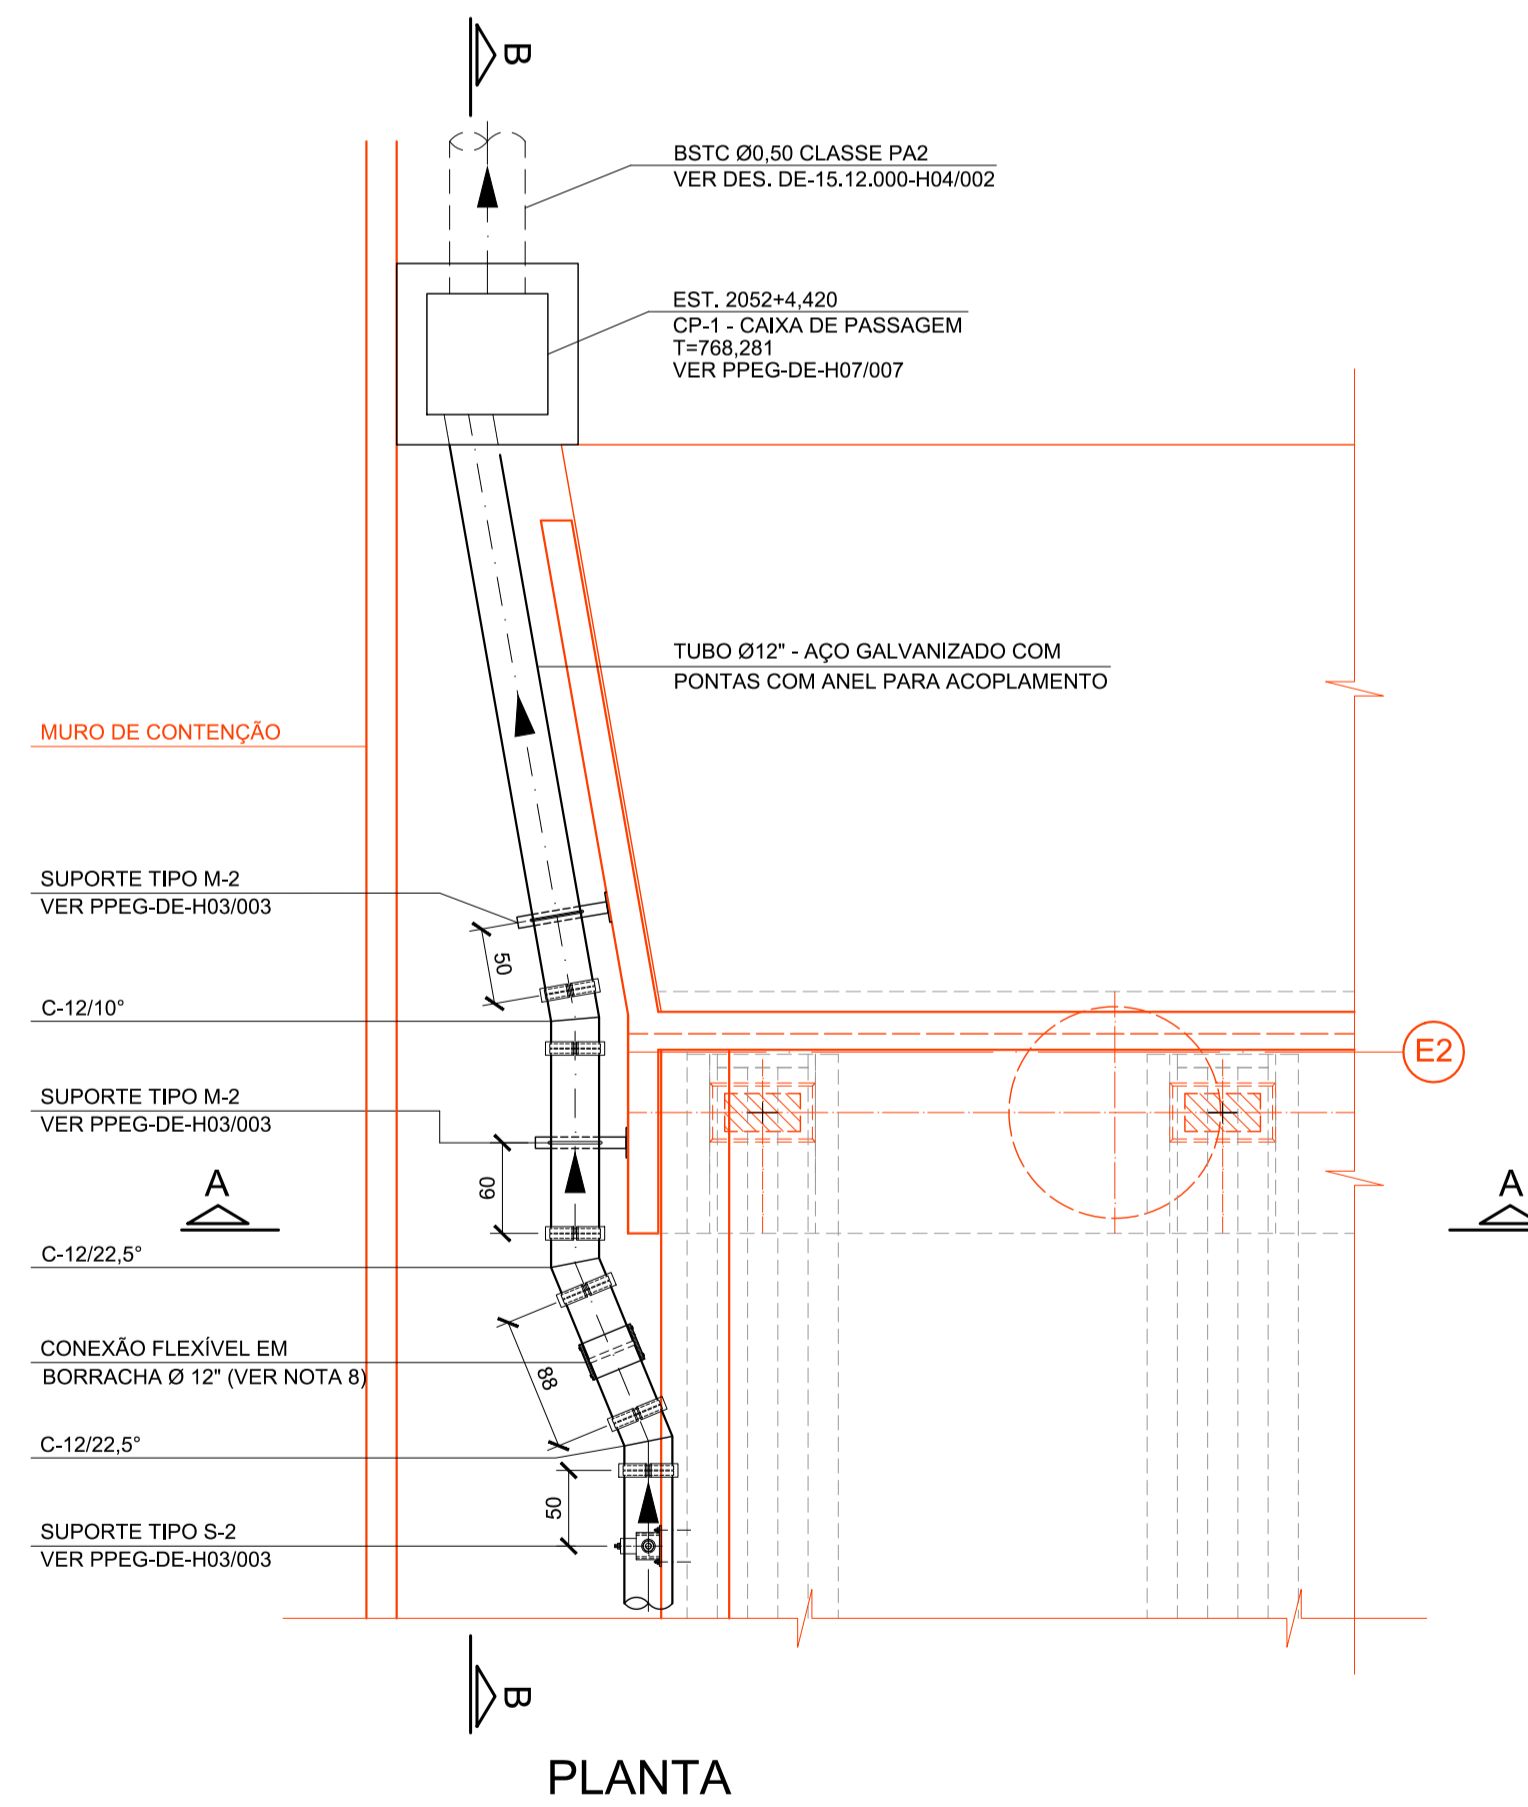 B
BSTC Ø0,50 CLASSE PA2
VER DES. DE-15.12.000-H04/002
EST. 2052+4,420
CP-1 - CAIXA DE PASSAGEM
T=768,281
VER PPEG-DE-H07/007
TUBO Ø12" - AÇO GALVANIZADO COM
PONTAS COM ANEL PARA ACOPLAMENTO
MURO DE CONTENÇÃO
SUPORTE TIPO M-2
VER PPEG-DE-H03/003
50
C-12/10°
E2
SUPORTE TIPO M-2
VER PPEG-DE-H03/003
60
A
A
C-12/22,5°
CONEXÃO FLEXÍVEL EM
BORRACHA Ø 12" (VER NOTA 8)
88
C-12/22,5°
50
SUPORTE TIPO S-2
VER PPEG-DE-H03/003
B
PLANTA